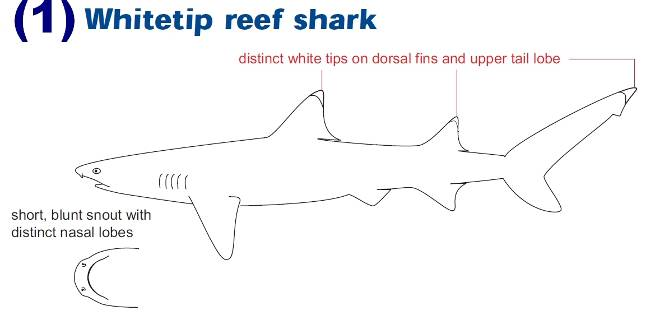 (1) Whitetip reef shark
distinct white tips on dorsal fins and upper tail lobe
short, blunt snout with
distinct nasal lobes